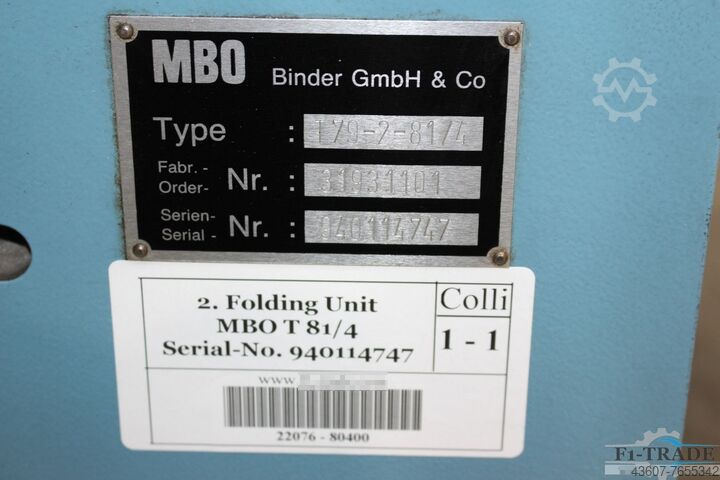 MBO Binder GmbH & Co
Type : T79-2-81/4
Fabr. -
Order- Nr. : 31931101
Serien-
Serial - Nr. : 940114747
2. Folding Unit
MBO T 81/4
Serial-No. 940114747
Colli
1 - 1
www.
22076 - 80400
F1-TRADE
43607-7655342